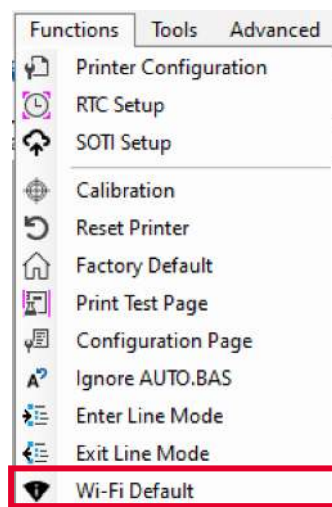 Functions Tools Advanced
Printer Configuration
RTC Setup
SOTI Setup
Calibration
Reset Printer
Factory Default
Print Test Page
Configuration Page
Ignore AUTO.BAS
Enter Line Mode
Exit Line Mode
Wi-Fi Default